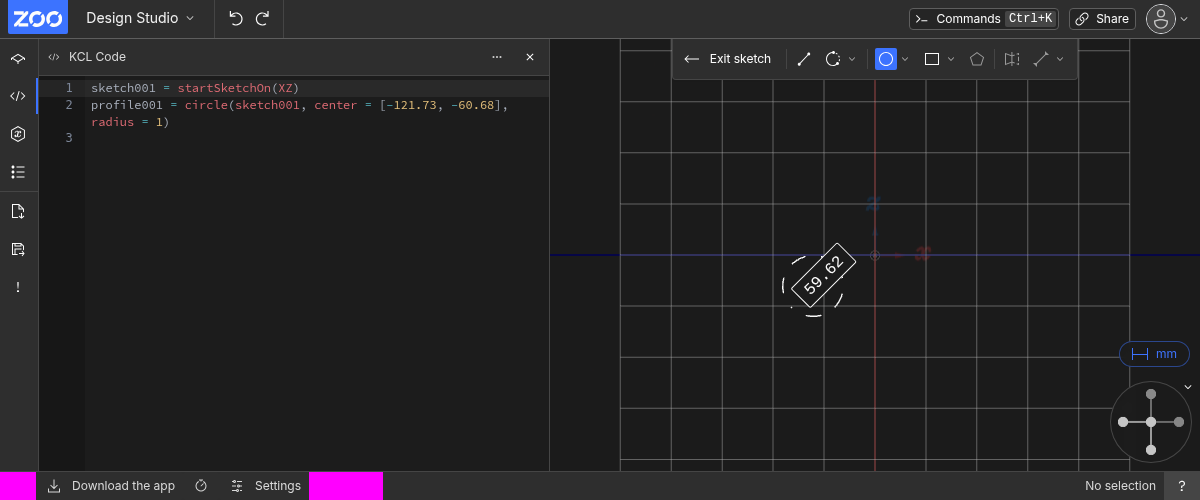 ZOO Design Studio Commands Ctrl+K Share
KCL Code Exit sketch
1 sketch001 = startSketchOn(XZ)
2 profile001 = circle(sketch001, center = [-121.73, -60.68],
radius = 1)
3
Z
X
59.62
mm
Download the app Settings No selection ?